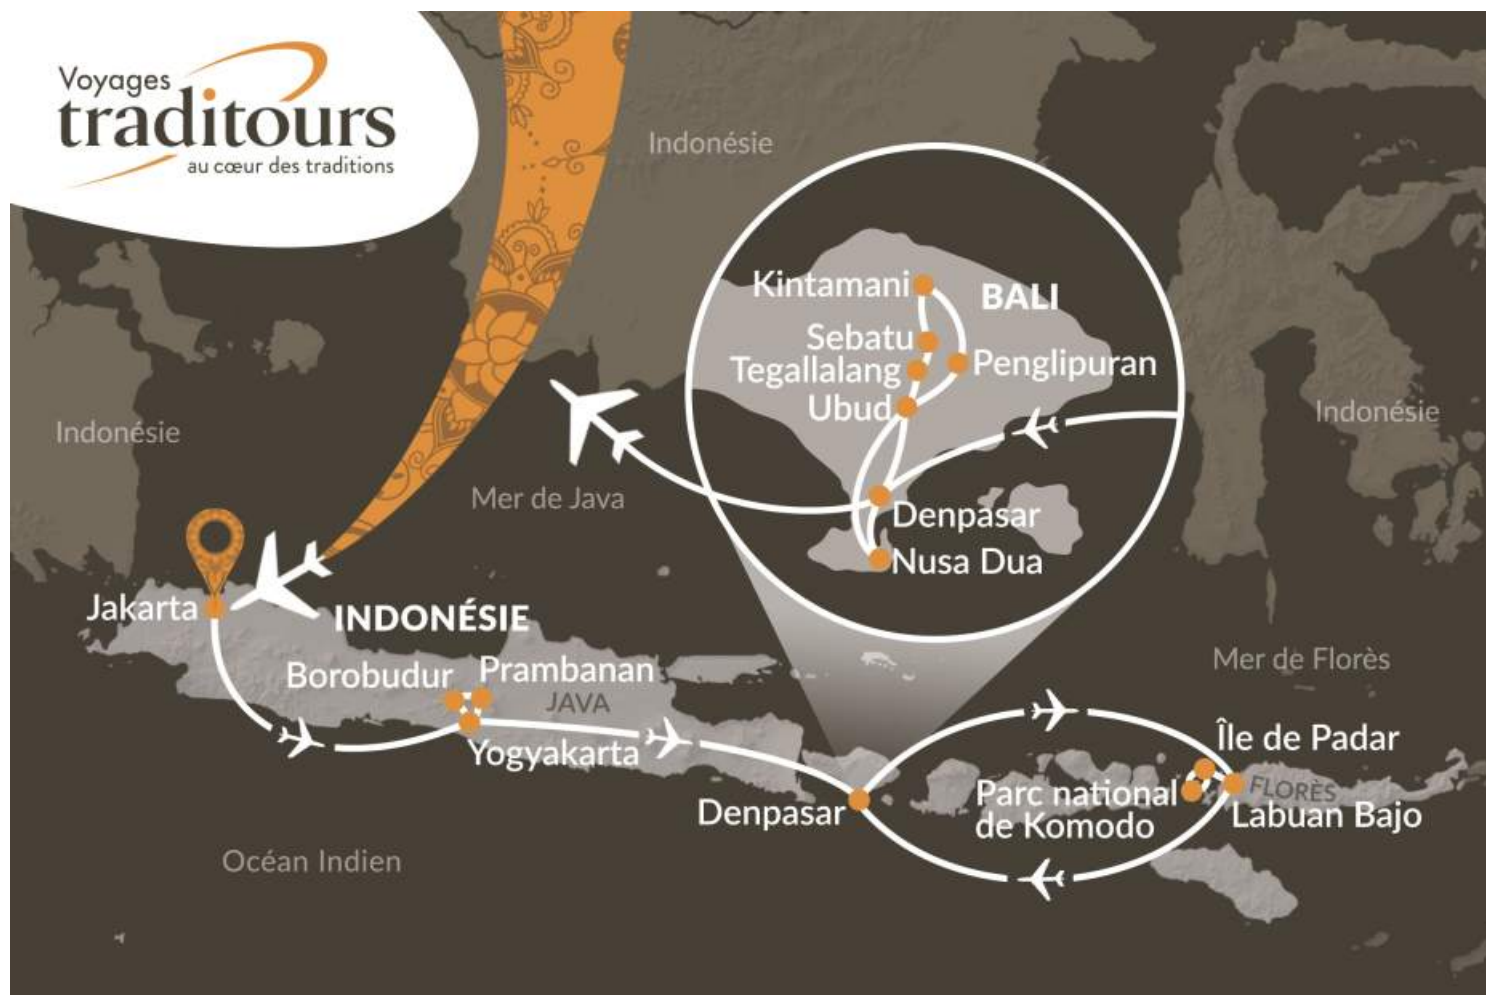 Voyages
traditours
au cœur des traditions
Indonésie
Kintamani
BALI
Sebatu
Tegallalang
Penglipuran
Ubud
Indonésie
Indonésie
Mer de Java
Denpasar
Nusa Dua
Jakarta
INDONÉSIE
Borobudur
Prambanan
JAVA
Yogyakarta
Mer de Florès
Île de Padar
Parc national
de Komodo
FLORÈS
Labuan Bajo
Denpasar
Océan Indien